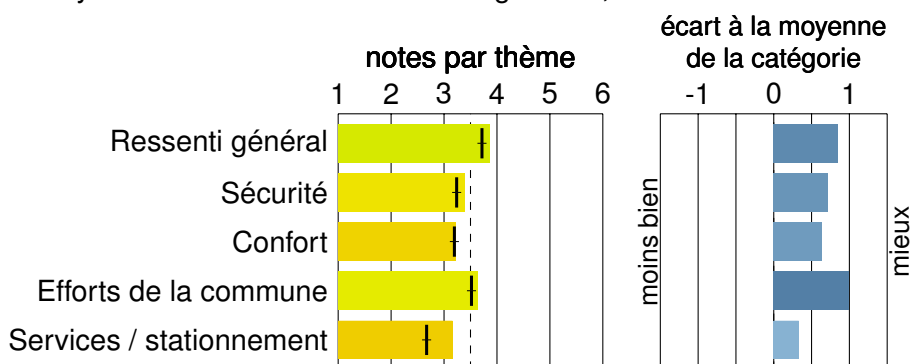 écart à la moyenne
de la catégorie
notes par thème
1 2 3 4 5 6
-1 0 1
Ressenti général
Sécurité
Confort
Efforts de la commune
Services / stationnement
moins bien
mieux